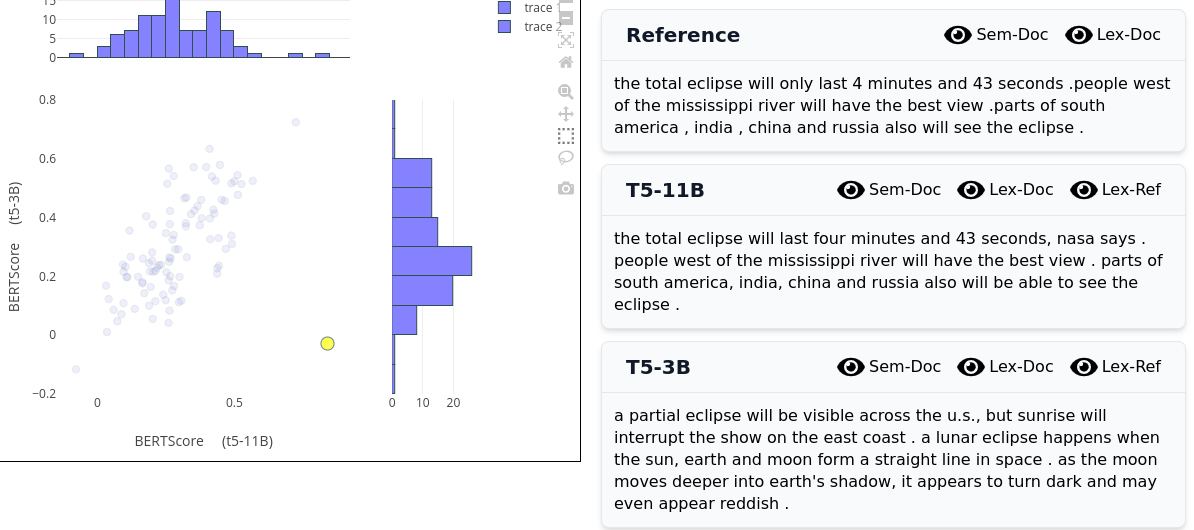 15
10
5
0
trace 1
trace 2
0.8
0.6
0.4
0.2
0
−0.2
BERTScore (t5-3B)
0 0.5
BERTScore (t5-11B)
0 10 20
Reference Sem-Doc Lex-Doc
the total eclipse will only last 4 minutes and 43 seconds .people west
of the mississippi river will have the best view .parts of south
america , india , china and russia also will see the eclipse .
T5-11B Sem-Doc Lex-Doc Lex-Ref
the total eclipse will last four minutes and 43 seconds, nasa says .
people west of the mississippi river will have the best view . parts of
south america, india, china and russia also will be able to see the
eclipse .
T5-3B Sem-Doc Lex-Doc Lex-Ref
a partial eclipse will be visible across the u.s., but sunrise will
interrupt the show on the east coast . a lunar eclipse happens when
the sun, earth and moon form a straight line in space . as the moon
moves deeper into earth's shadow, it appears to turn dark and may
even appear reddish .